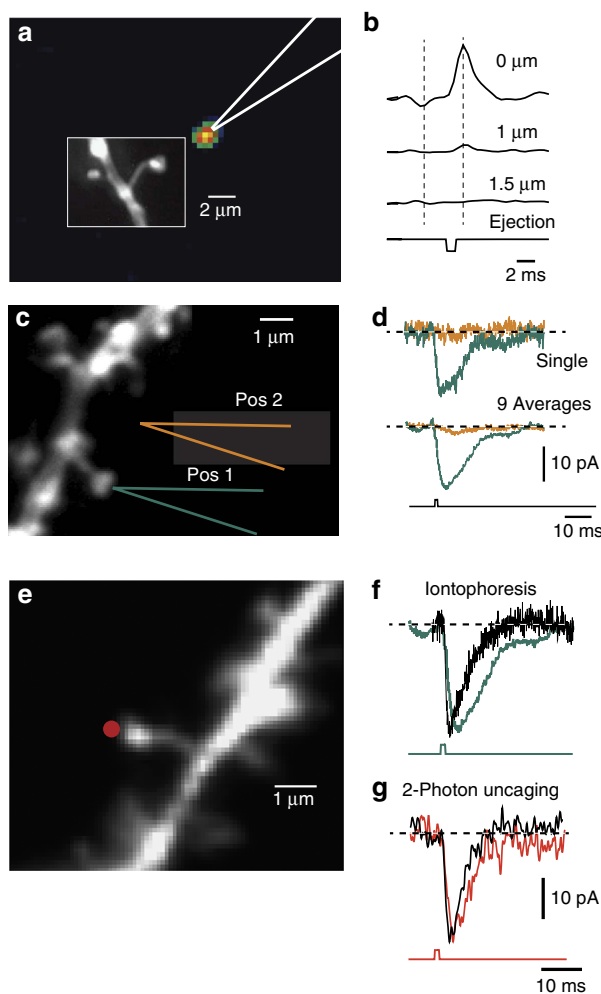 a
2 μm
b
0 μm
1 μm
1.5 μm
Ejection
2 ms
c
1 μm
Pos 2
Pos 1
d
Single
9 Averages
10 pA
10 ms
e
1 μm
f
Iontophoresis
g
2-Photon uncaging
10 pA
10 ms